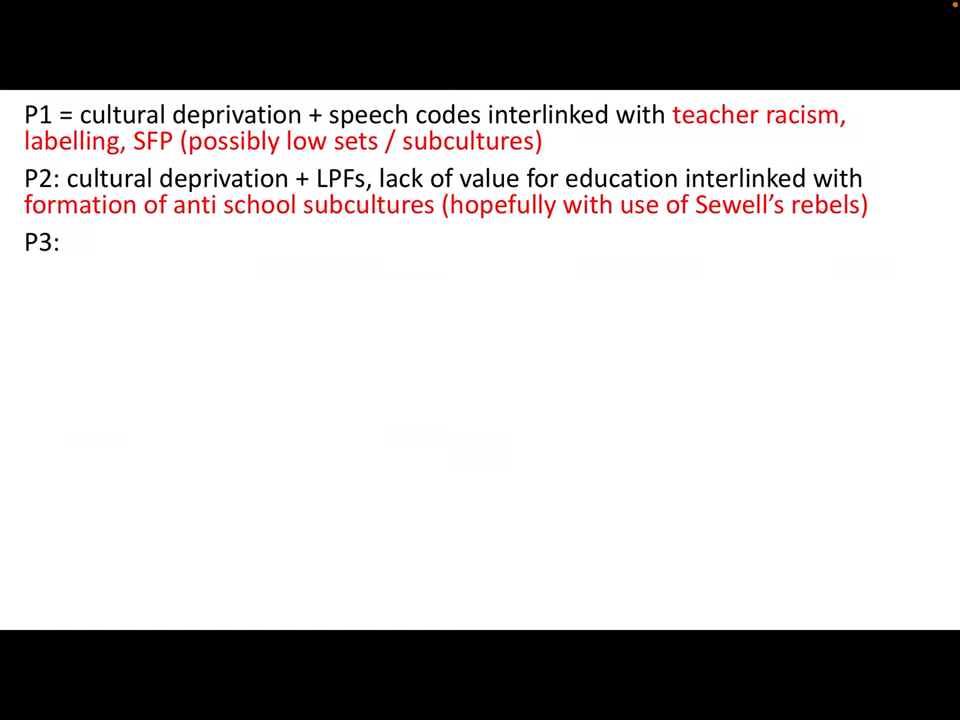 P1 = cultural deprivation + speech codes interlinked with teacher racism,
labelling, SFP (possibly low sets / subcultures)
P2: cultural deprivation + LPFs, lack of value for education interlinked with
formation of anti school subcultures (hopefully with use of Sewell’s rebels)
P3: